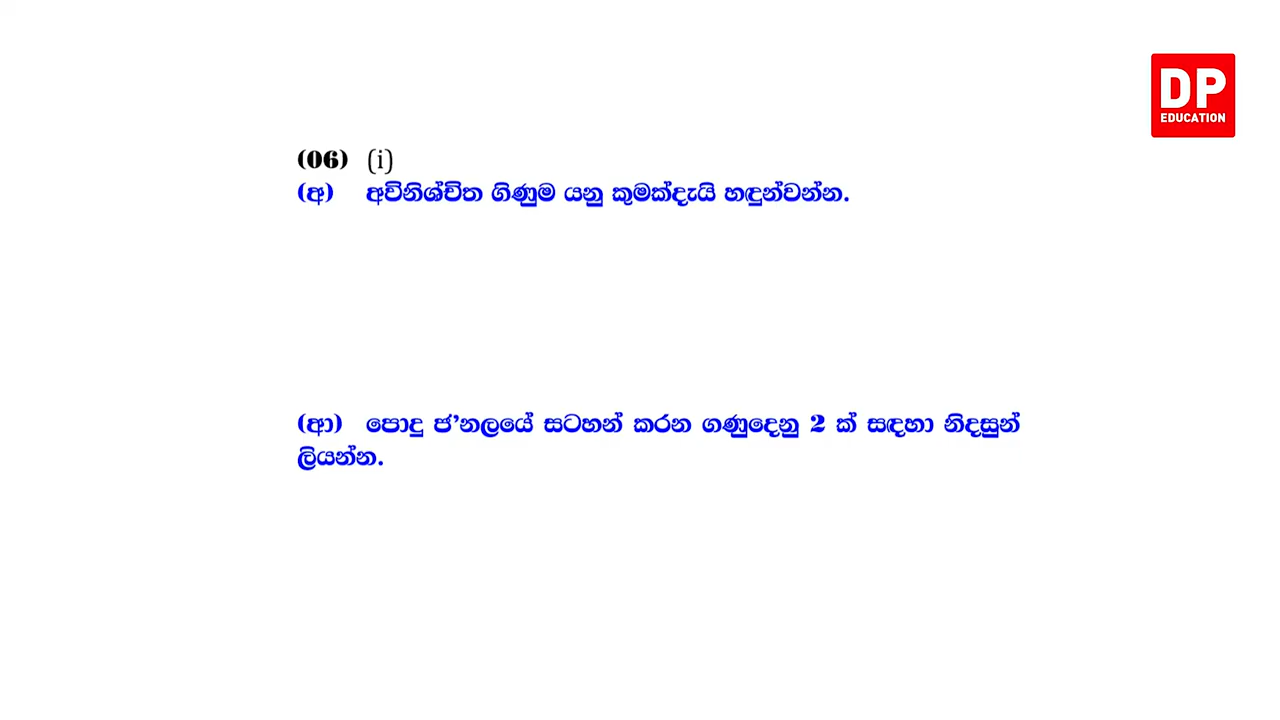 DP
EDUCATION
(06) (i)
(අ) අවිනිශ්චිත ගිණුම යනු කුමක්දැයි හඳුන්වන්න.
(ආ) පොදු ජ’නලයේ සටහන් කරන ගණුදෙනු 2 ක් සඳහා නිදසුන්
ලියන්න.